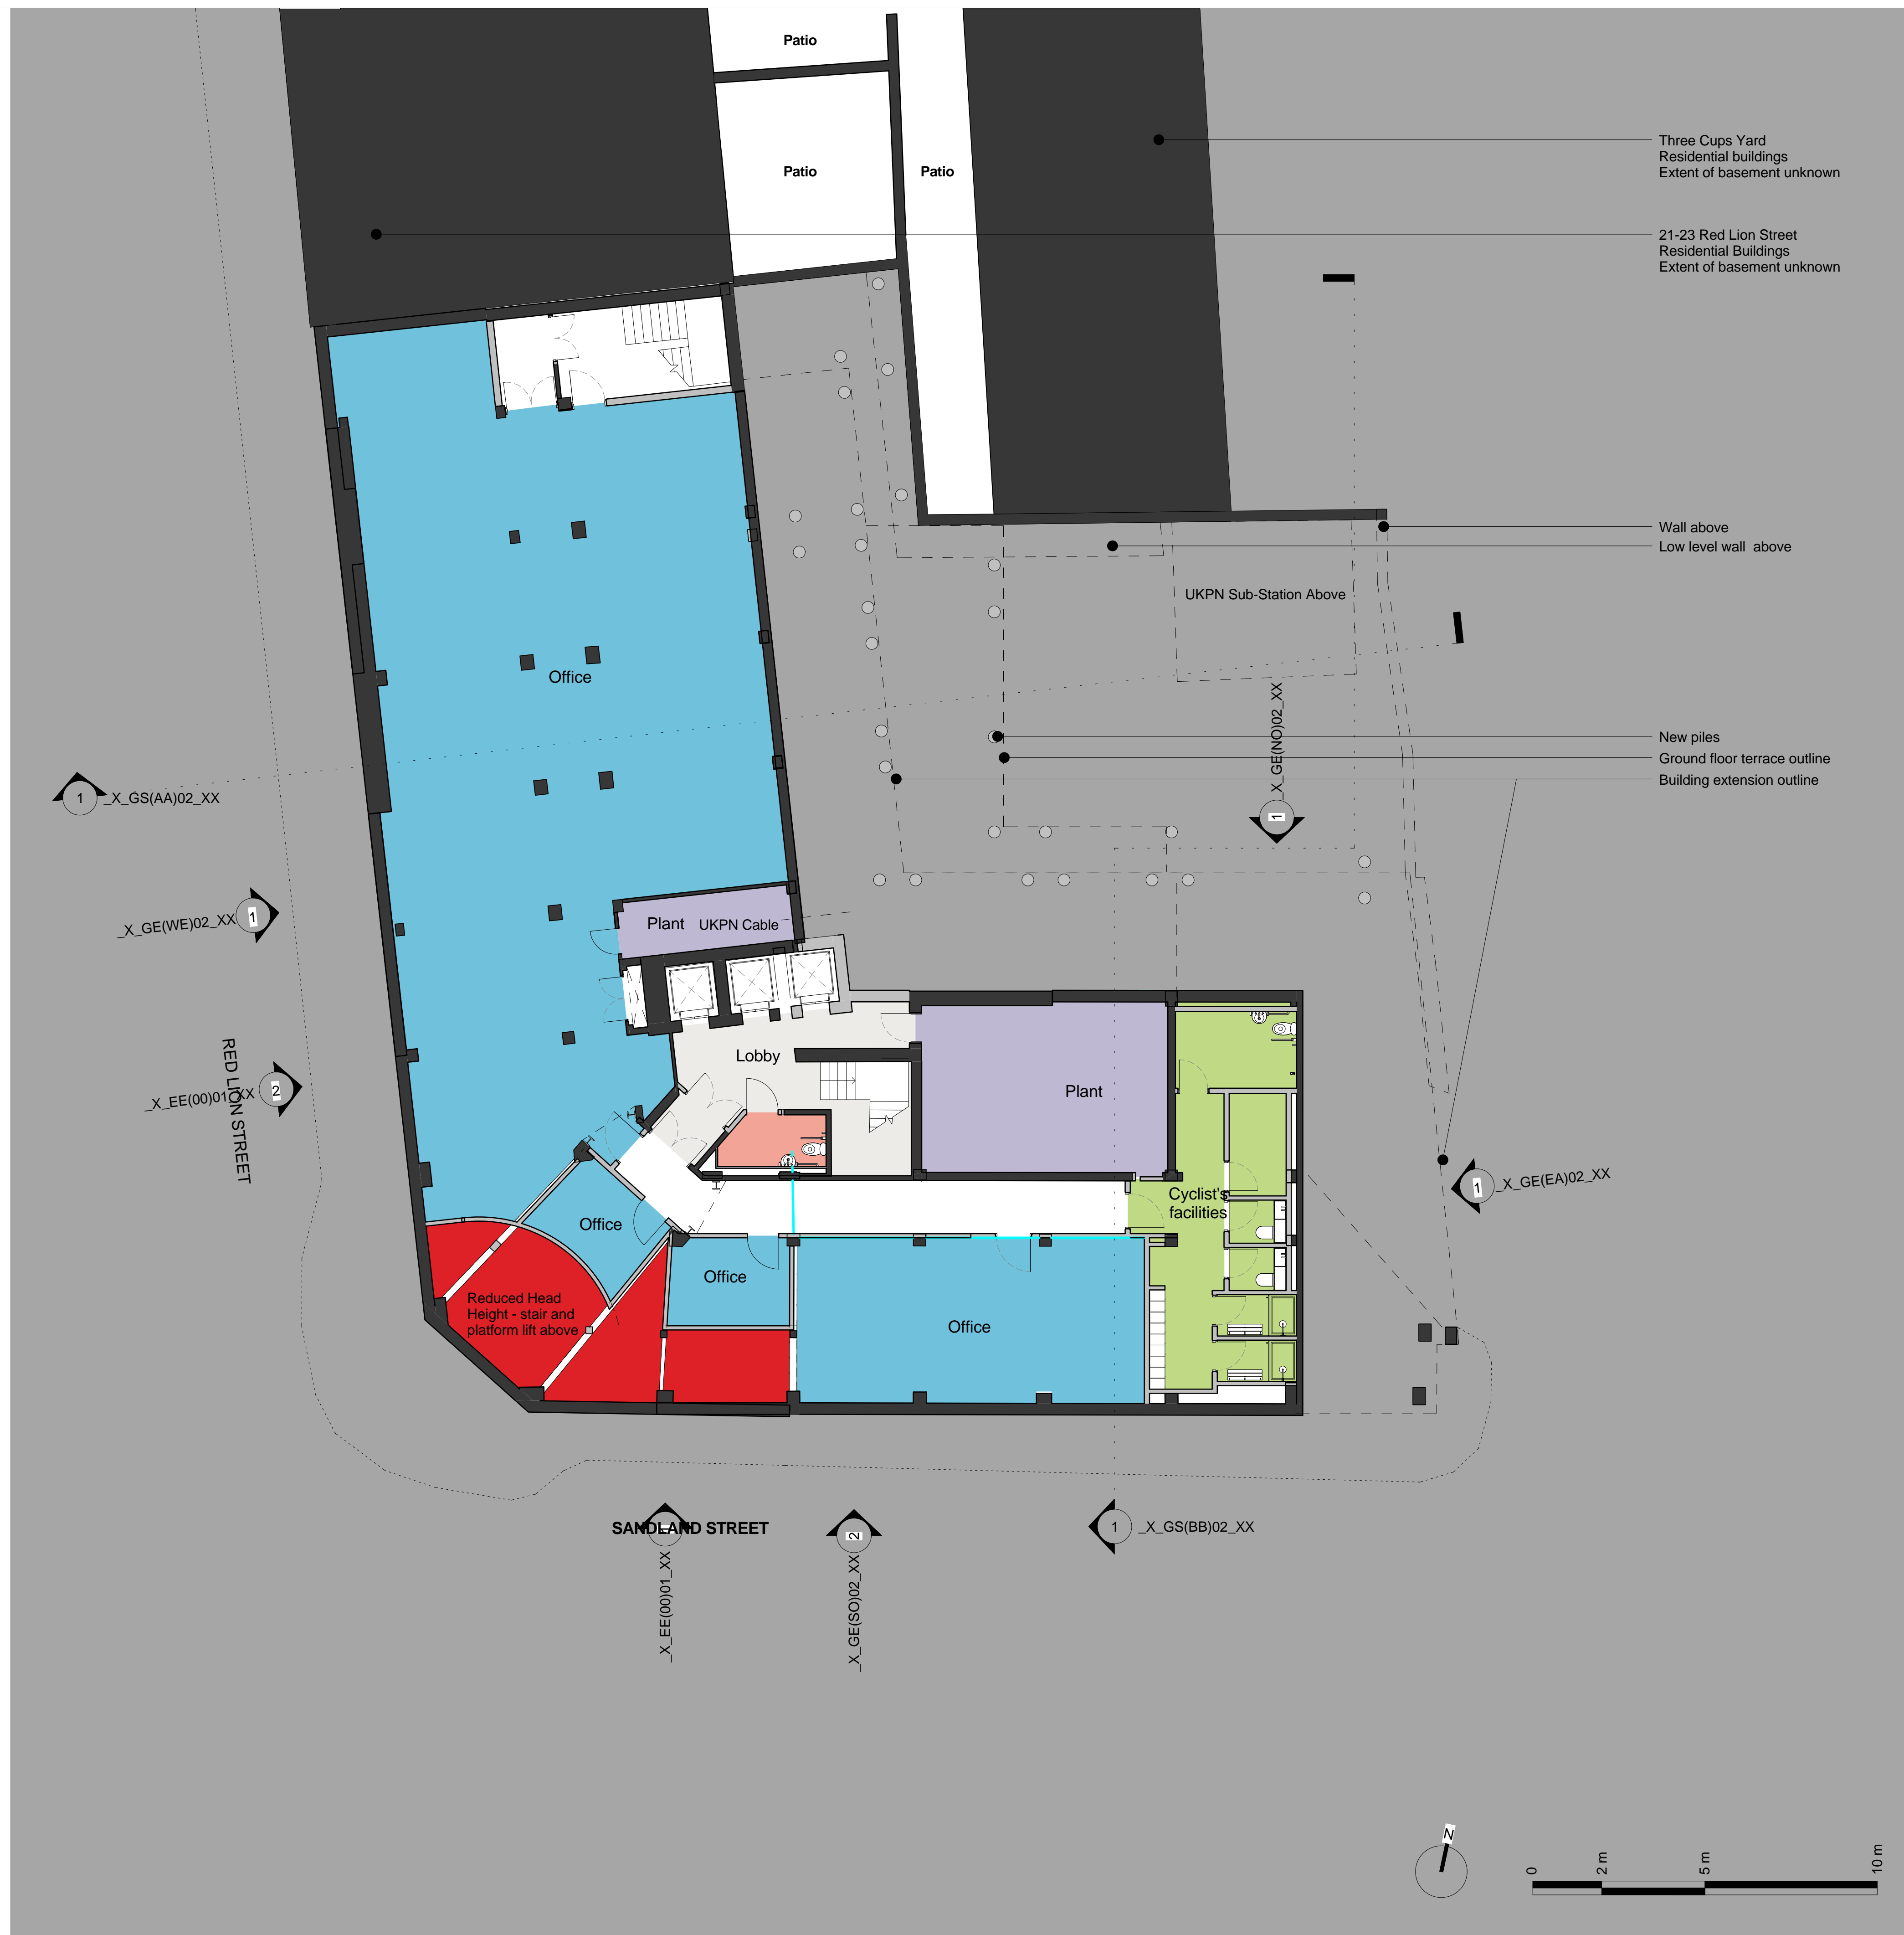 Patio
Three Cups Yard
Residential buildings
Extent of basement unknown
Patio
Patio
21-23 Red Lion Street
Residential Buildings
Extent of basement unknown
Wall above
Low level wall  above
UKPN Sub-Station Above
Office
_X_GE(NO)02_XX
1
New piles
Ground floor terrace outline
Building extension outline
1
_X_GS(AA)02_XX
_X_GE(WE)02_XX
1
Plant
UKPN Cable
Lobby
Plant
RED LION STREET
_X_EE(00)01_XX
2
Cyclist's
facilities
1
_X_GE(EA)02_XX
Office
Office
Reduced Head
Height - stair and
platform lift above
Office
SANDLAND STREET
1
_X_EE(00)01_XX
2
_X_GE(SO)02_XX
1
_X_GS(BB)02_XX
N
0
2 m
5 m
10 m